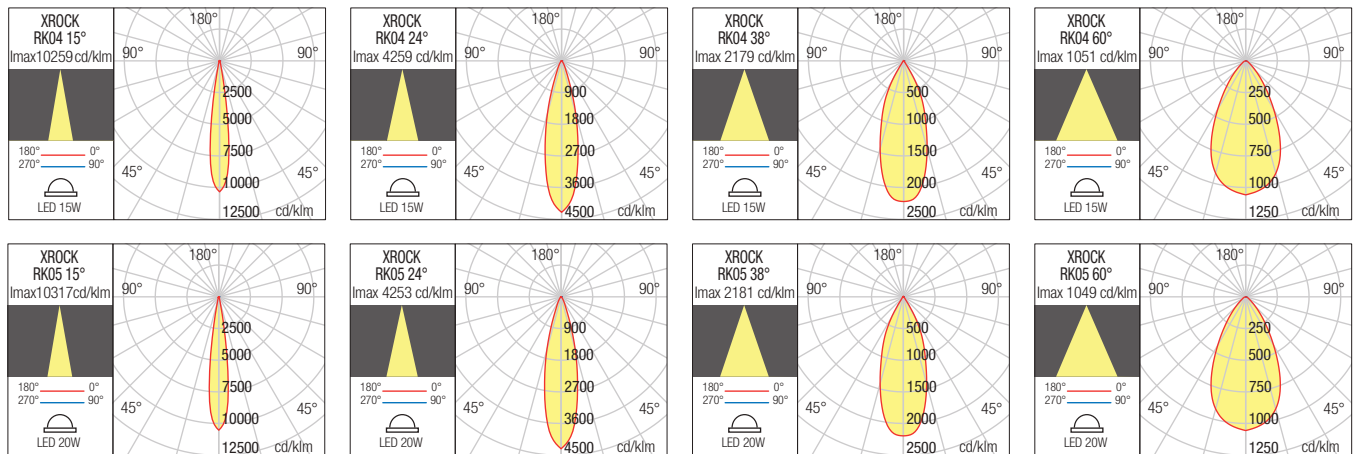 XROCK
RK04 15°
Imax10259cd/klm
180° 0°
270° 90°
LED 15W
180°
90° 90°
2500
5000
7500
45° 45°
10000
12500 cd/klm
XROCK
RK04 24°
Imax 4259 cd/klm
180° 0°
270° 90°
LED 15W
180°
90° 90°
900
1800
2700
45° 45°
3600
4500 cd/klm
XROCK
RK04 38°
Imax 2179 cd/klm
180° 0°
270° 90°
LED 15W
180°
90° 90°
500
1000
1500
45° 45°
2000
2500 cd/klm
XROCK
RK04 60°
Imax 1051 cd/klm
180° 0°
270° 90°
LED 15W
180°
90° 90°
250
500
750
45° 45°
1000
1250 cd/klm
XROCK
RK05 15°
Imax10317cd/klm
180° 0°
270° 90°
LED 20W
180°
90° 90°
2500
5000
7500
45° 45°
10000
12500 cd/klm
XROCK
RK05 24°
Imax 4253 cd/klm
180° 0°
270° 90°
LED 20W
180°
90° 90°
900
1800
2700
45° 45°
3600
4500 cd/klm
XROCK
RK05 38°
Imax 2181 cd/klm
180° 0°
270° 90°
LED 20W
180°
90° 90°
500
1000
1500
45° 45°
2000
2500 cd/klm
XROCK
RK05 60°
Imax 1049 cd/klm
180° 0°
270° 90°
LED 20W
180°
90° 90°
250
500
750
45° 45°
1000
1250 cd/klm